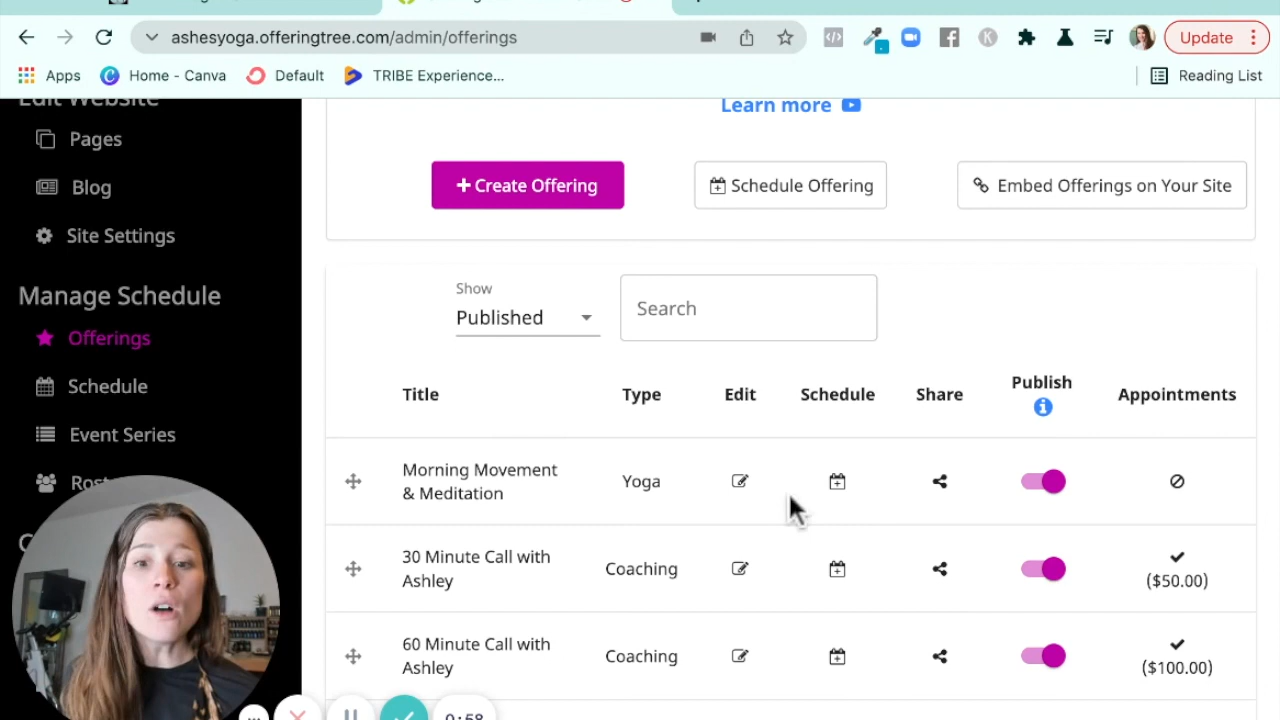 ashesyoga.offeringtree.com/admin/offerings
Update
Apps
Home - Canva
Default
TRIBE Experience...
Reading List
Edit Website
Pages
Blog
Site Settings
Manage Schedule
Offerings
Schedule
Event Series
Learn more
+ Create Offering
Schedule Offering
Embed Offerings on Your Site
Show
Published
Search
Title Type Edit Schedule Share Publish Appointments
Morning Movement
& Meditation
Yoga
30 Minute Call with
Ashley
Coaching
($50.00)
60 Minute Call with
Ashley
Coaching
($100.00)
0:58